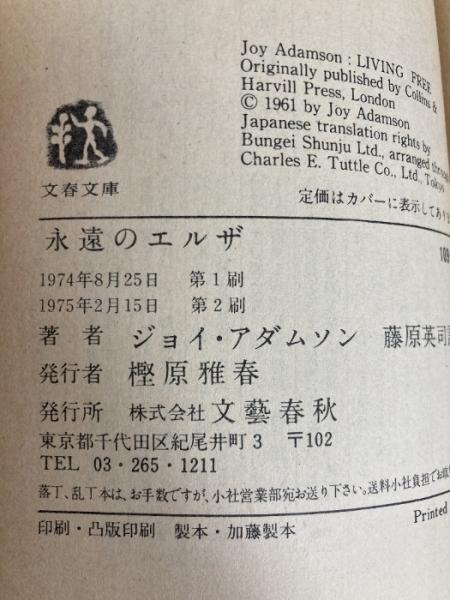 Joy Adamson : LIVING FREE
Originally published by Collins &
Harvill Press, London
© 1961 by Joy Adamson
Japanese translation rights by
Bungei Shunju Ltd., arranged through
Charles E. Tuttle Co., Ltd., Tokyo
文春文庫
定価はカバーに表示してあり
永遠のエルザ
109
1974年8月25日 第1刷
1975年2月15日 第2刷
著者 ジョイ・アダムソン 藤原英司訳
発行者 樫原雅春
発行所 株式会社 文藝春秋
東京都千代田区紀尾井町3 〒102
TEL 03・265・1211
落丁、乱丁本は、お手数ですが、小社営業部宛お送り下さい。送料小社負担でお取
印刷・凸版印刷 製本・加藤製本
Printed